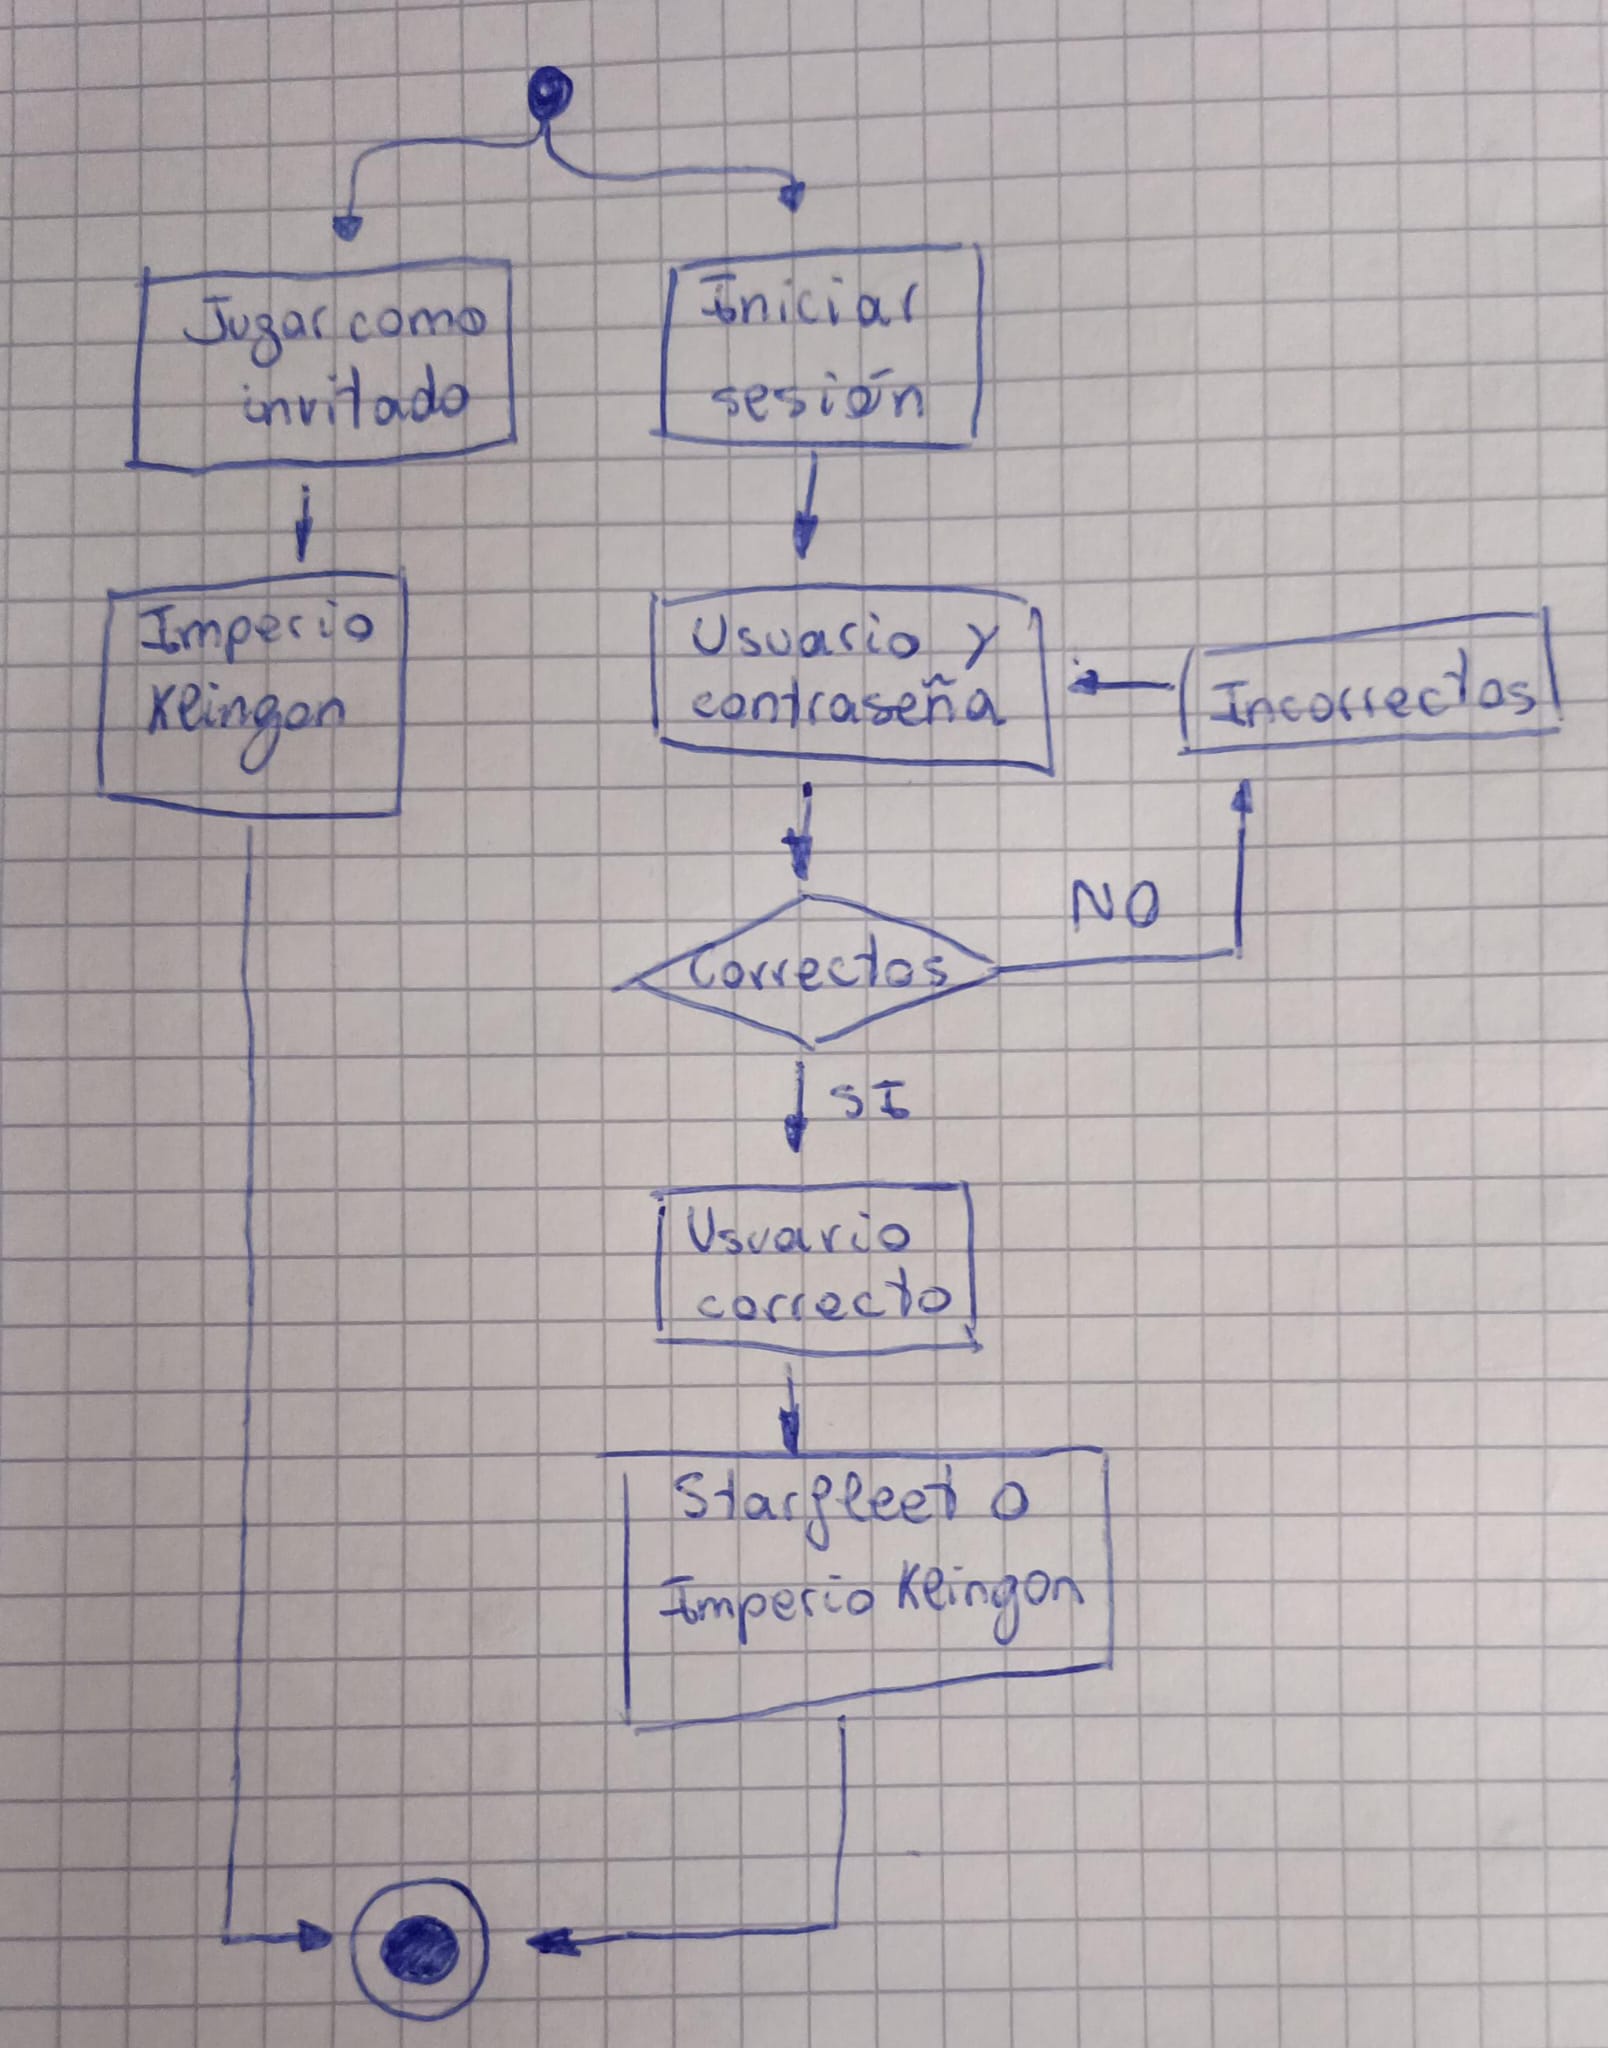 Jugar como
invitado
Iniciar
sesión
Imperio
Klingon
Usuario y
contraseña
Incorrectos
Correctos
NO
SI
Usuario
correcto
Starfleet o
Imperio Klingon